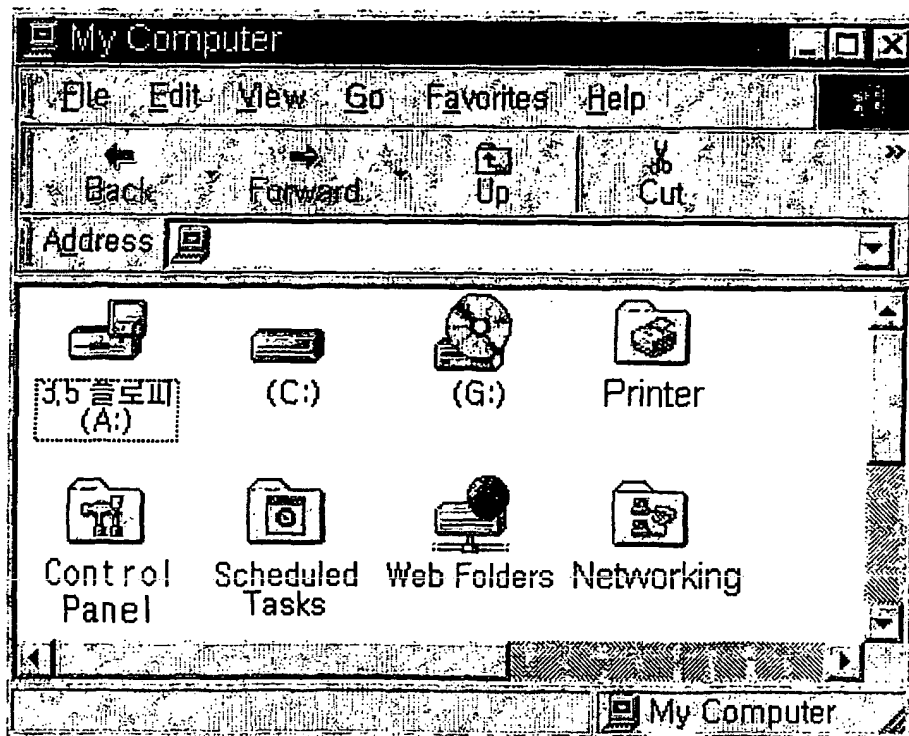 My Computer
File Edit View Go Favorites Help
Back Forward Up Cut »
Address
3,5 플로피 (C:) (G:) Printer
(A:)
Control Scheduled Web Folders Networking
Panel Tasks
My Computer